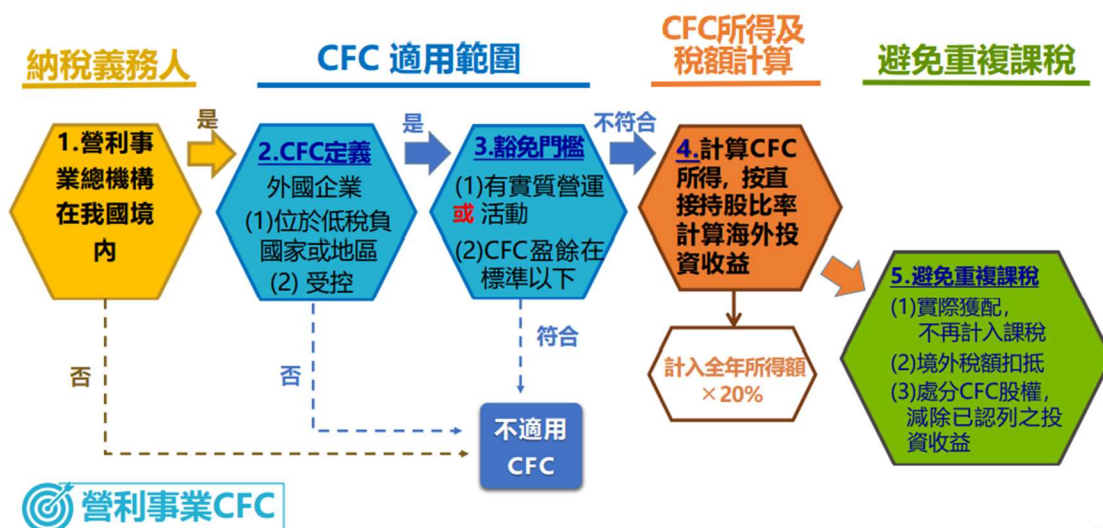 納稅義務人
CFC 適用範圍
CFC所得及
稅額計算
避免重複課稅
1.營利事
業總機構
在我國境
內
是
2.CFC定義
外國企業
(1)位於低稅負
國家或地區
(2) 受控
是
3.豁免門檻
(1)有實質營運
或 活動
(2)CFC盈餘在
標準以下
不符合
4.計算CFC
所得，按直
接持股比率
計算海外投
資收益
5.避免重複課稅
(1)實際獲配，
不再計入課稅
(2)境外稅額扣抵
(3)處分CFC股權，
減除已認列之投
資收益
否
否
符合
計入全年所得額
×20%
不適用
CFC
營利事業CFC